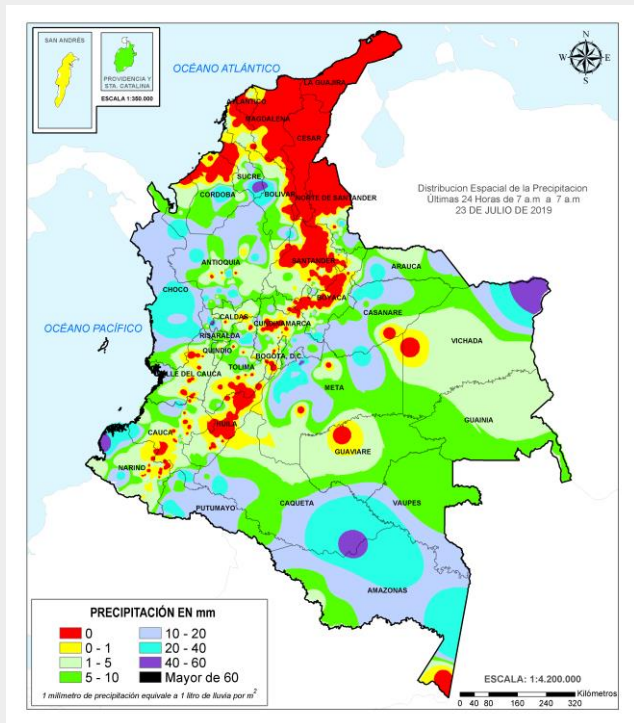 SAN ANDRÉS
PROVIDENCIA Y
STA. CATALINA
ESCALA 1:350.000
OCÉANO ATLÁNTICO
N
W
E
S
LA GUAJIRA
ATLÁNTICO
MAGDALENA
CESAR
SUCRE
CORDOBA
BOLIVAR
NORTE DE SANTANDER
Distribucion Espacial de la Precipitacion
Últimas 24 Horas de 7 a.m a 7 a.m
23 DE JULIO DE 2019
ANTIOQUIA
SANTANDER
ARAUCA
CHOCO
BOYACA
CASANARE
CALDAS
CUNDINAMARCA
OCÉANO PACÍFICO
RISARALDA
VICHADA
QUINDIO
BOGOTÁ, D.C.
TOLIMA
VALLE DEL CAUCA
META
GUAINIA
CAUCA
HUILA
GUAVIARE
NARIÑO
CAQUETA
VAUPES
PUTUMAYO
AMAZONAS
PRECIPITACIÓN EN mm
0
10 - 20
0 - 1
20 - 40
1 - 5
40 - 60
5 - 10
Mayor de 60
1 milímetro de precipitación equivale a 1 litro de lluvia por m2
ESCALA: 1:4.200.000
Kilómetros
0 40 80 160 240 320